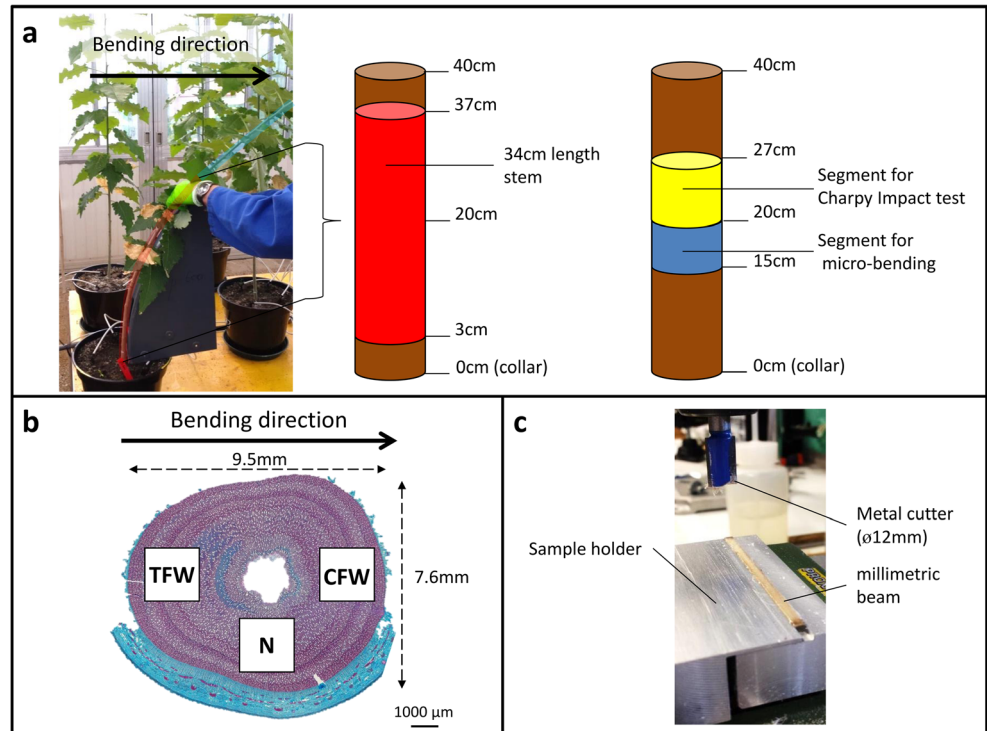 a
Bending direction
40cm
37cm
34cm length
stem
20cm
3cm
0cm (collar)
40cm
27cm
Segment for
Charpy Impact test
20cm
Segment for
micro-bending
15cm
0cm (collar)
b
Bending direction
9.5mm
TFW
CFW
N
7.6mm
1000 µm
c
Metal cutter
(ø12mm)
Sample holder
millimetric
beam